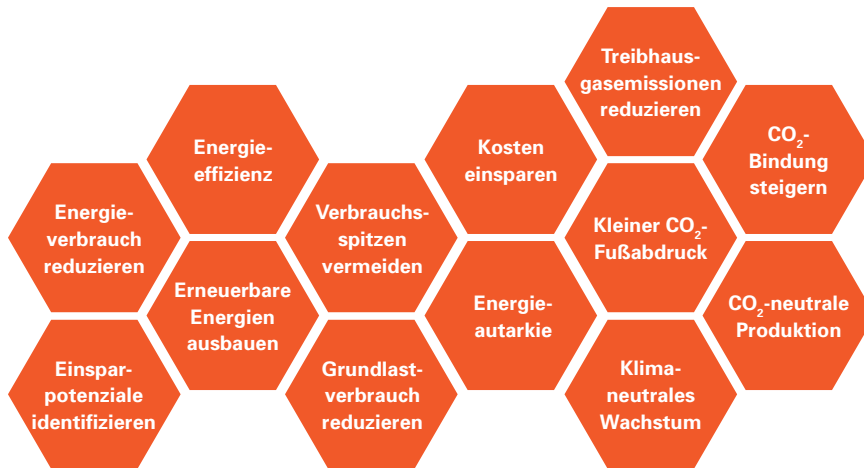 Energie-
verbrauch
reduzieren
Einspar-
potenziale
identifizieren
Energie-
effizienz
Erneuerbare
Energien
ausbauen
Verbrauchs-
spitzen
vermeiden
Grundlast-
verbrauch
reduzieren
Kosten
einsparen
Energie-
autarkie
Treibhaus-
gasemissionen
reduzieren
Kleiner CO₂-
Fußabdruck
Klima-
neutrales
Wachstum
CO₂-
Bindung
steigern
CO₂-neutrale
Produktion